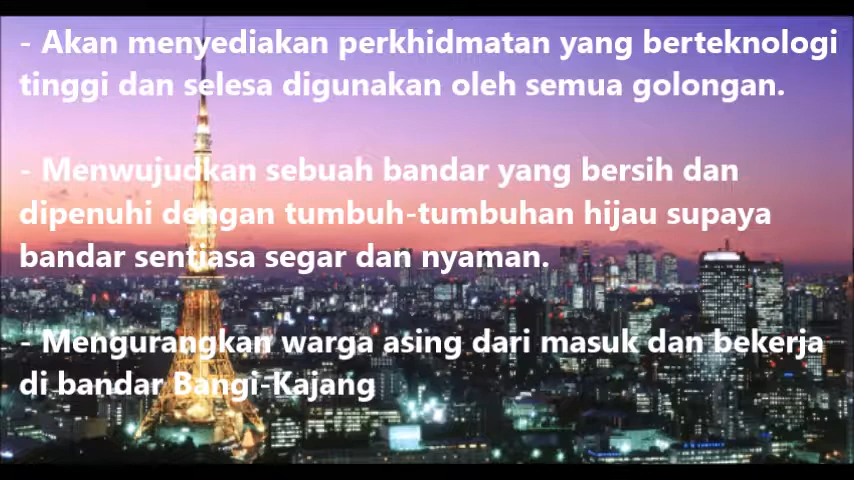 - Akan menyediakan perkhidmatan yang berteknologi
tinggi dan selesa digunakan oleh semua golongan.
- Menwujudkan sebuah bandar yang bersih dan
dipenuhi dengan tumbuh-tumbuhan hijau supaya
bandar sentiasa segar dan nyaman.
- Mengurangkan warga asing dari masuk dan bekerja
di bandar Bangi-Kajang